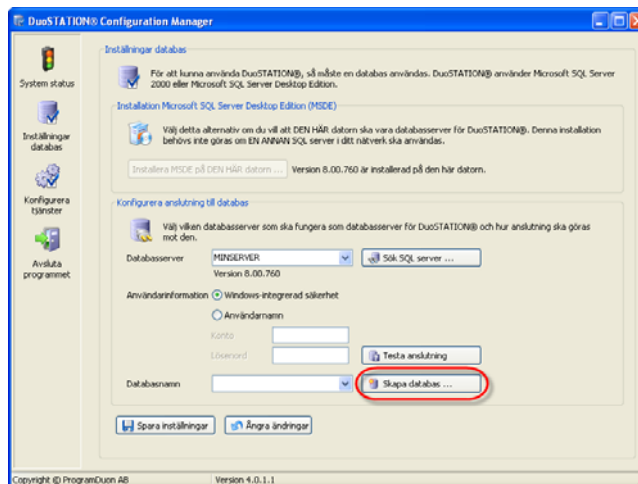 DuoSTATION® Configuration Manager
System status
Inställningar
databas
Konfigurera
tjänster
Avsluta
programmet
Inställningar databas
För att kunna använda DuoSTATION®, så måste en databas användas. DuoSTATION® använder Microsoft SQL Server
2000 eller Microsoft SQL Server Desktop Edition.
Installation Microsoft SQL Server Desktop Edition (MSDE)
Välj detta alternativ om du vill att DEN HÄR datorn ska vara databasserver för DuoSTATION®. Denna installation
behövs inte göras om EN ANNAN SQL server i ditt nätverk ska användas.
Installera MSDE på DEN HÄR datorn ...
Version 8.00.760 är installerad på den här datorn.
Konfigurera anslutning till databas
Välj vilken databasserver som ska fungera som databasserver för DuoSTATION® och hur anslutning ska göras
mot den.
Databasserver
MINSERVER
Sök SQL server ...
Version 8.00.760
Användarinformation
Windows-integrerad säkerhet
Användarnamn
Konto
Lösenord
Testa anslutning
Databasnamn
Skapa databas ...
Spara inställningar
Ångra ändringar
Copyright © ProgramDuon AB
Version 4.0.1.1